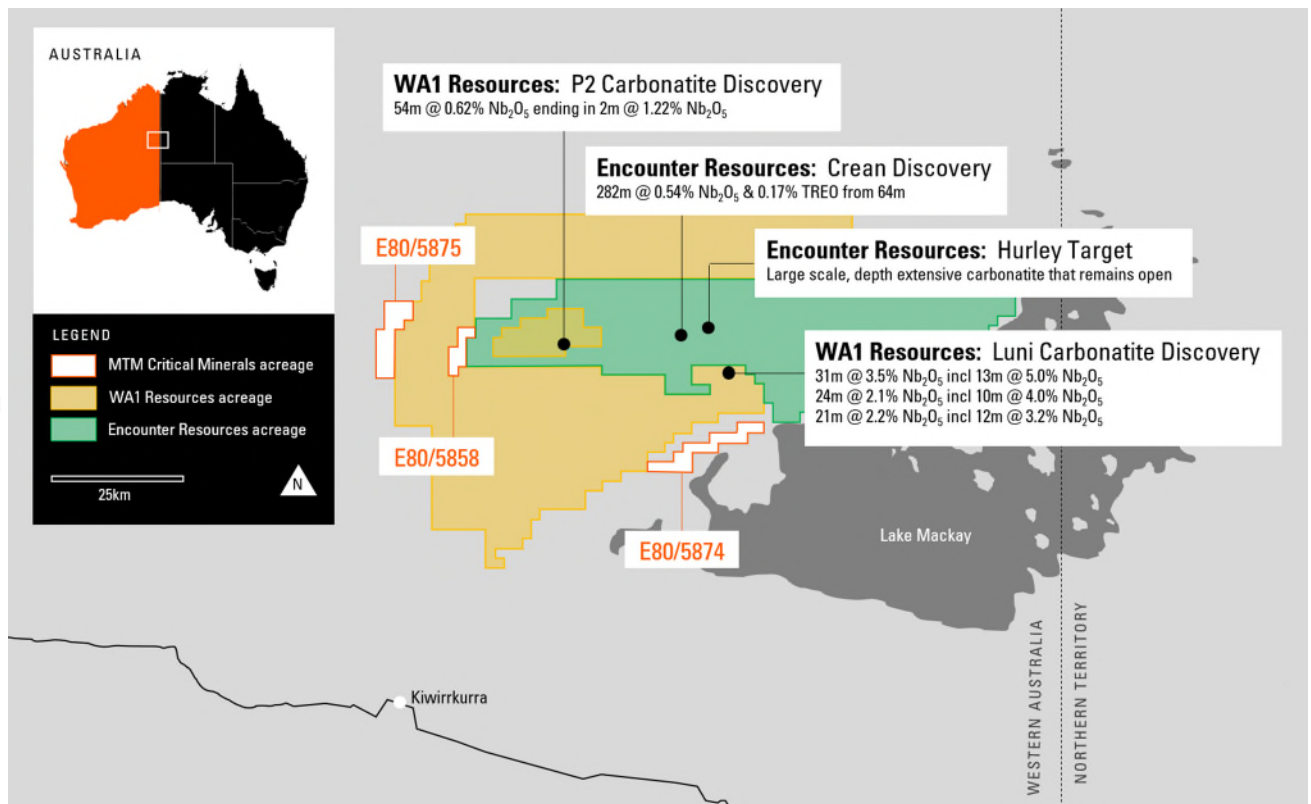 AUSTRALIA
LEGEND
MTM Critical Minerals acreage
WA1 Resources acreage
Encounter Resources acreage
25km
N
WA1 Resources: P2 Carbonatite Discovery
54m @ 0.62% Nb₂O₅ ending in 2m @ 1.22% Nb₂O₅
Encounter Resources: Crean Discovery
282m @ 0.54% Nb₂O₅ & 0.17% TREO from 64m
E80/5875
Encounter Resources: Hurley Target
Large scale, depth extensive carbonatite that remains open
WA1 Resources: Luni Carbonatite Discovery
31m @ 3.5% Nb₂O₅ incl 13m @ 5.0% Nb₂O₅
24m @ 2.1% Nb₂O₅ incl 10m @ 4.0% Nb₂O₅
21m @ 2.2% Nb₂O₅ incl 12m @ 3.2% Nb₂O₅
E80/5858
E80/5874
Lake Mackay
Kiwirrkurra
WESTERN AUSTRALIA
NORTHERN TERRITORY